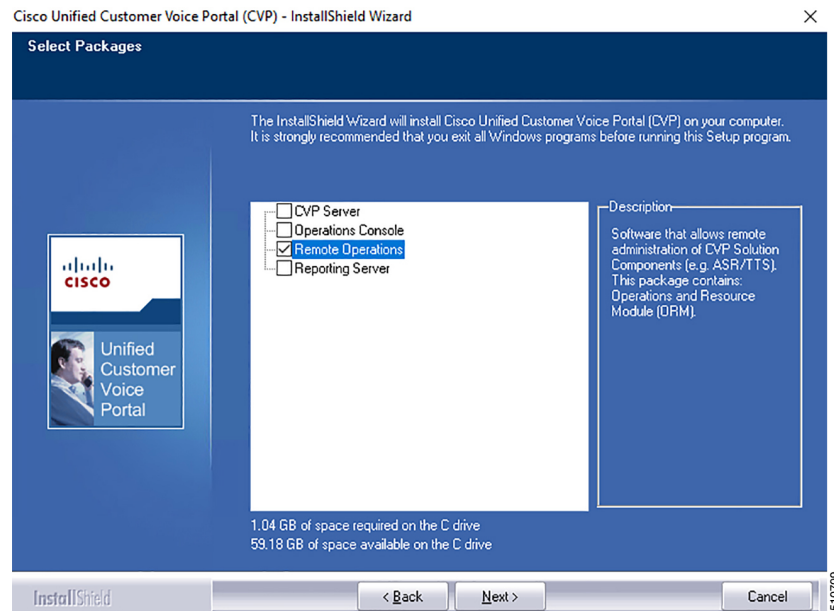 Cisco Unified Customer Voice Portal (CVP) - InstallShield Wizard
Select Packages
The InstallShield Wizard will install Cisco Unified Customer Voice Portal (CVP) on your computer.
It is strongly recommended that you exit all Windows programs before running this Setup program.
CVP Server
Operations Console
Remote Operations
Reporting Server
Description
Software that allows remote
administration of CVP Solution
Components (e.g. ASR/TTS).
This package contains:
Operations and Resource
Module (ORM).
CISCO
Unified
Customer
Voice
Portal
1.04 GB of space required on the C drive
59.18 GB of space available on the C drive
InstallShield
< Back
Next >
Cancel